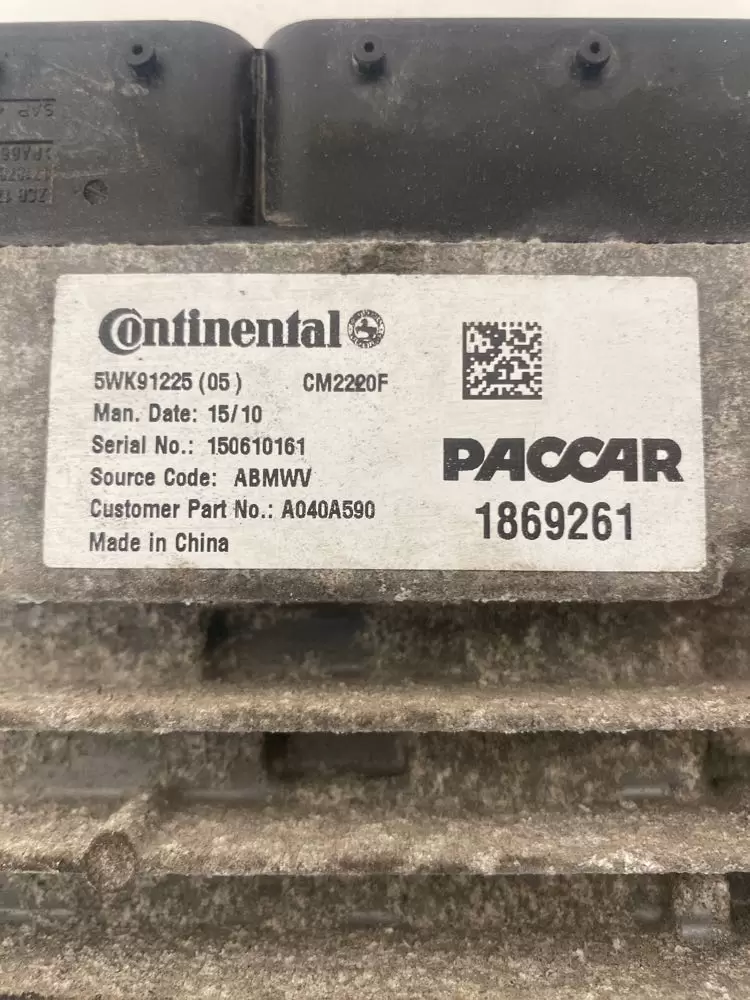 Continental
5WK91225 (05 ) CM2220F
Man. Date: 15/10
Serial No.: 150610161
Source Code: ABMWV
Customer Part No.: A040A590
Made in China
PACCAR
1869261